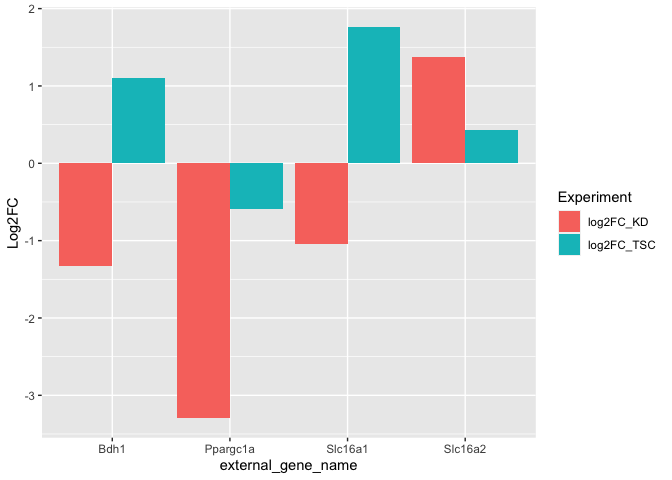 2
1
0
-1
-2
-3
Log2FC
Bdh1 Ppargc1a Slc16a1 Slc16a2
external_gene_name
Experiment
log2FC_KD
log2FC_TSC